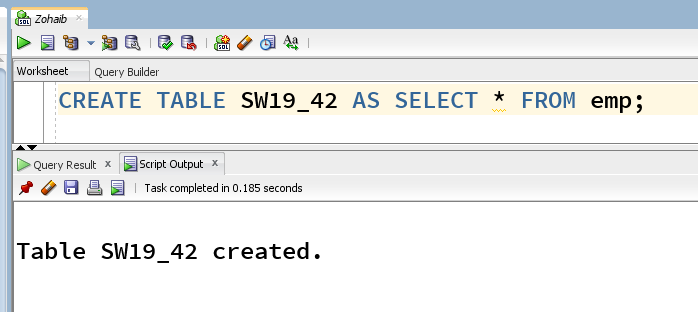 Zohaib
Worksheet Query Builder
CREATE TABLE SW19_42 AS SELECT * FROM emp;
Query Result x Script Output x
Task completed in 0.185 seconds
Table SW19_42 created.